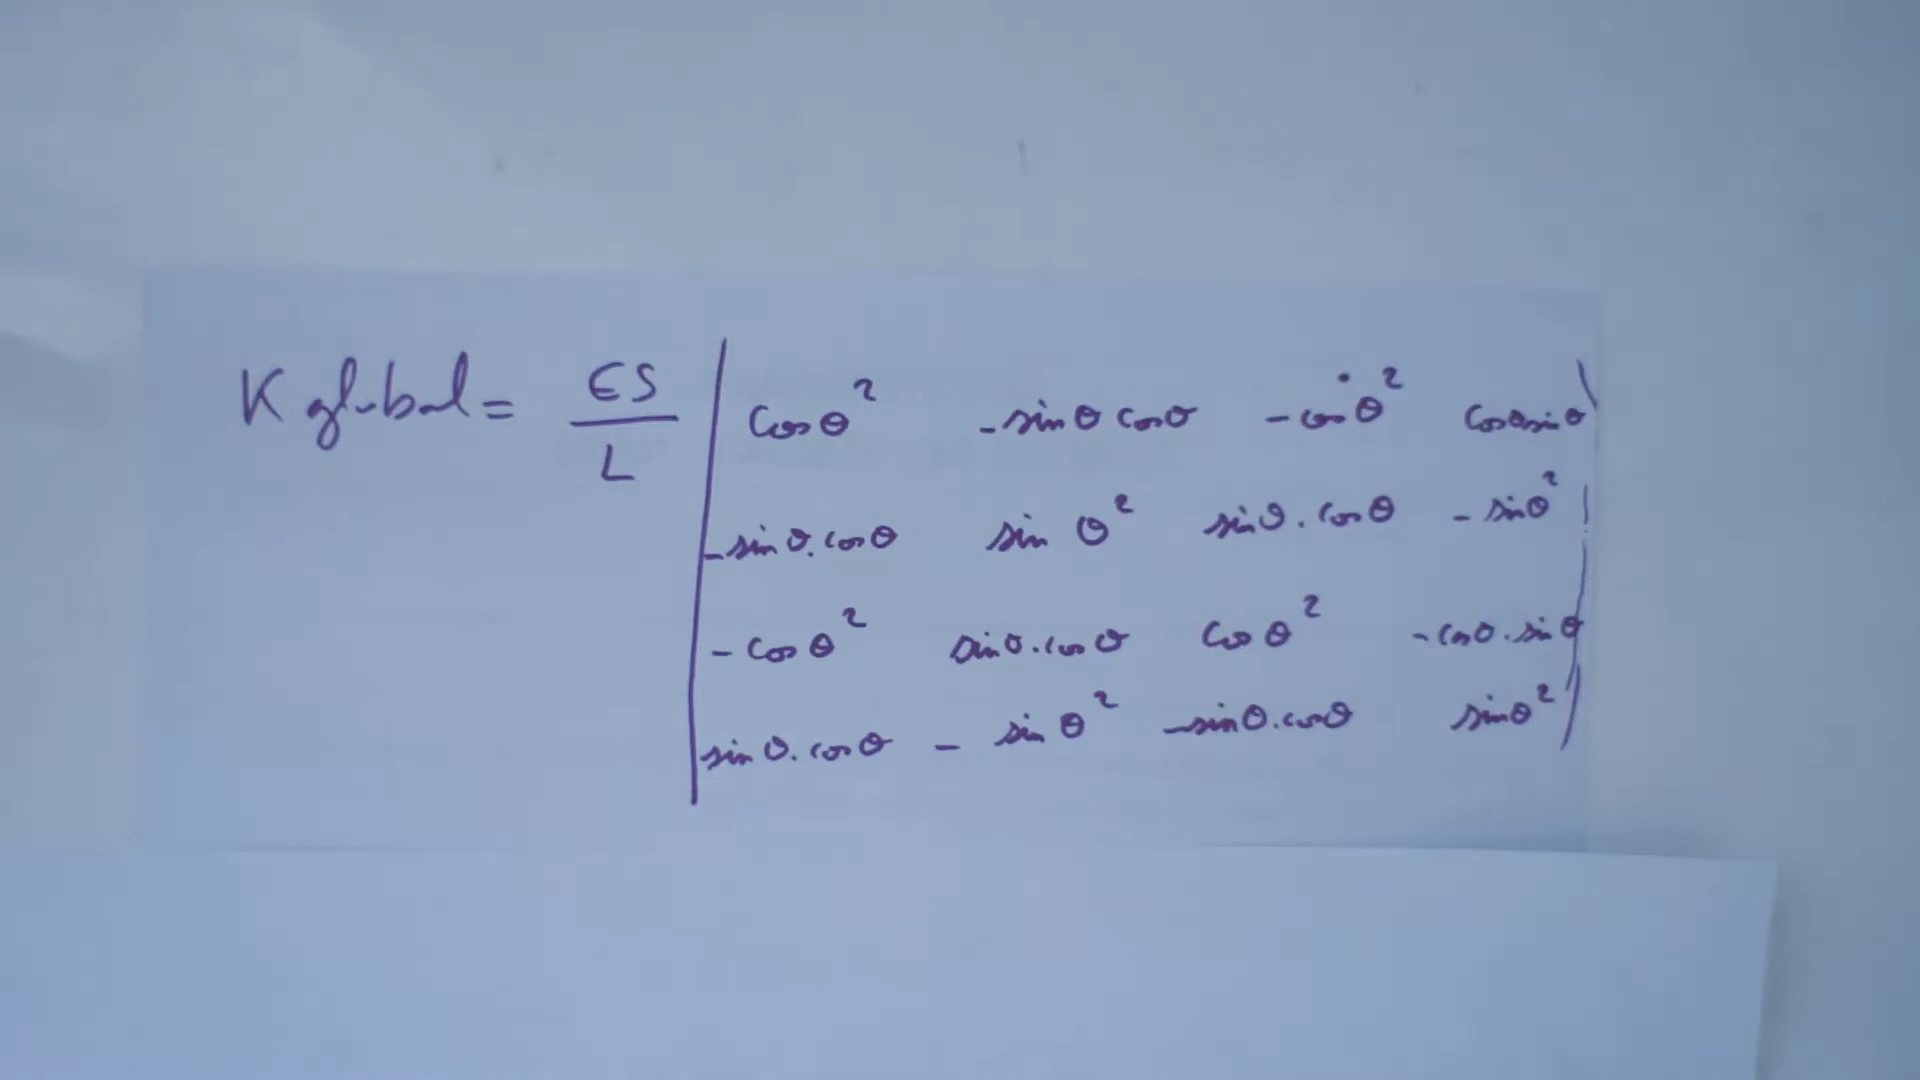 K global = ES/L | cos θ² -sin θ cos θ -cos θ² cos θ sin θ |
-sin θ. cos θ sin θ² sin θ. cos θ - sin θ²
- cos θ² sin θ. cos θ cos θ² - cos θ. sin θ
sin θ. cos θ - sin θ² -sin θ. cos θ sin θ²